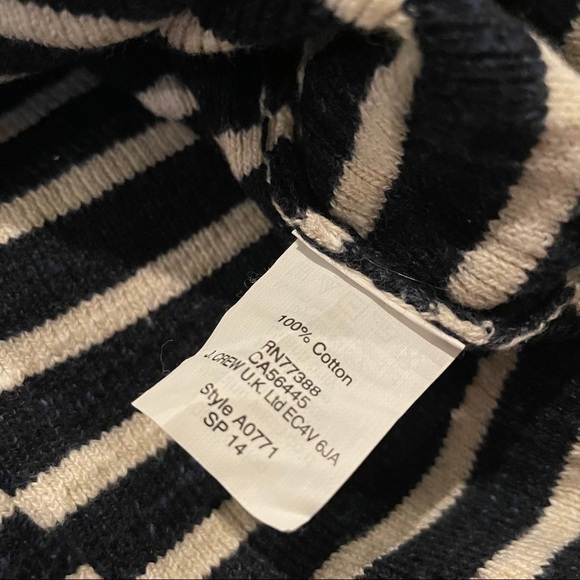 100% Cotton
RN77388
CA56445
J.CREW U.K. Ltd EC4V 6JA
Style A0771
SP 14